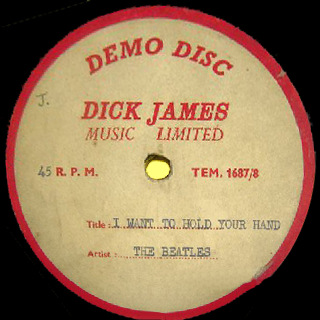 DEMO DISC
J.
DICK JAMES
MUSIC LIMITED
45 R. P. M. TEM. 1687/8
Title : I WANT TO HOLD YOUR HAND
Artist : THE BEATLES